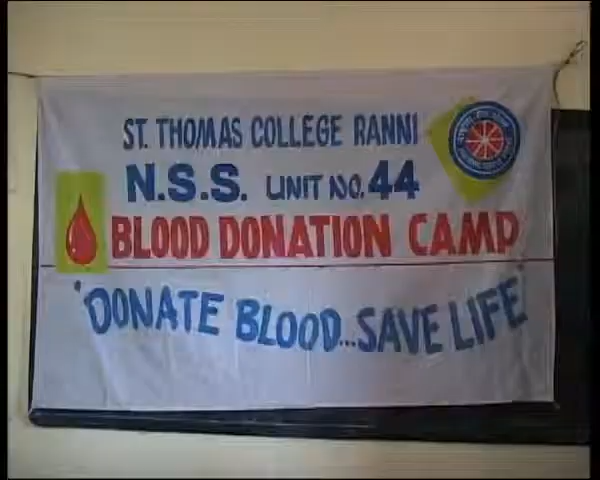 ST. THOMAS COLLEGE RANNI
N.S.S. UNIT NO. 44
BLOOD DONATION CAMP
'DONATE BLOOD...SAVE LIFE'